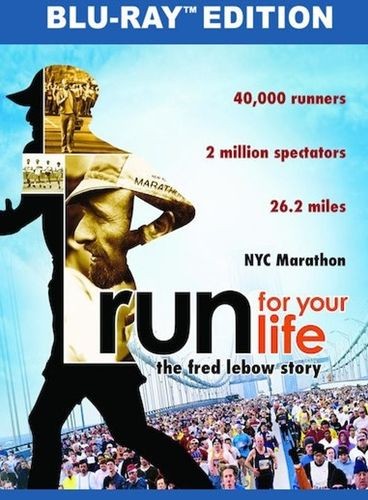 BLU-RAY™ EDITION
40,000 runners
2 million spectators
26.2 miles
MARATH
NYC Marathon
run for your life
the fred lebow story